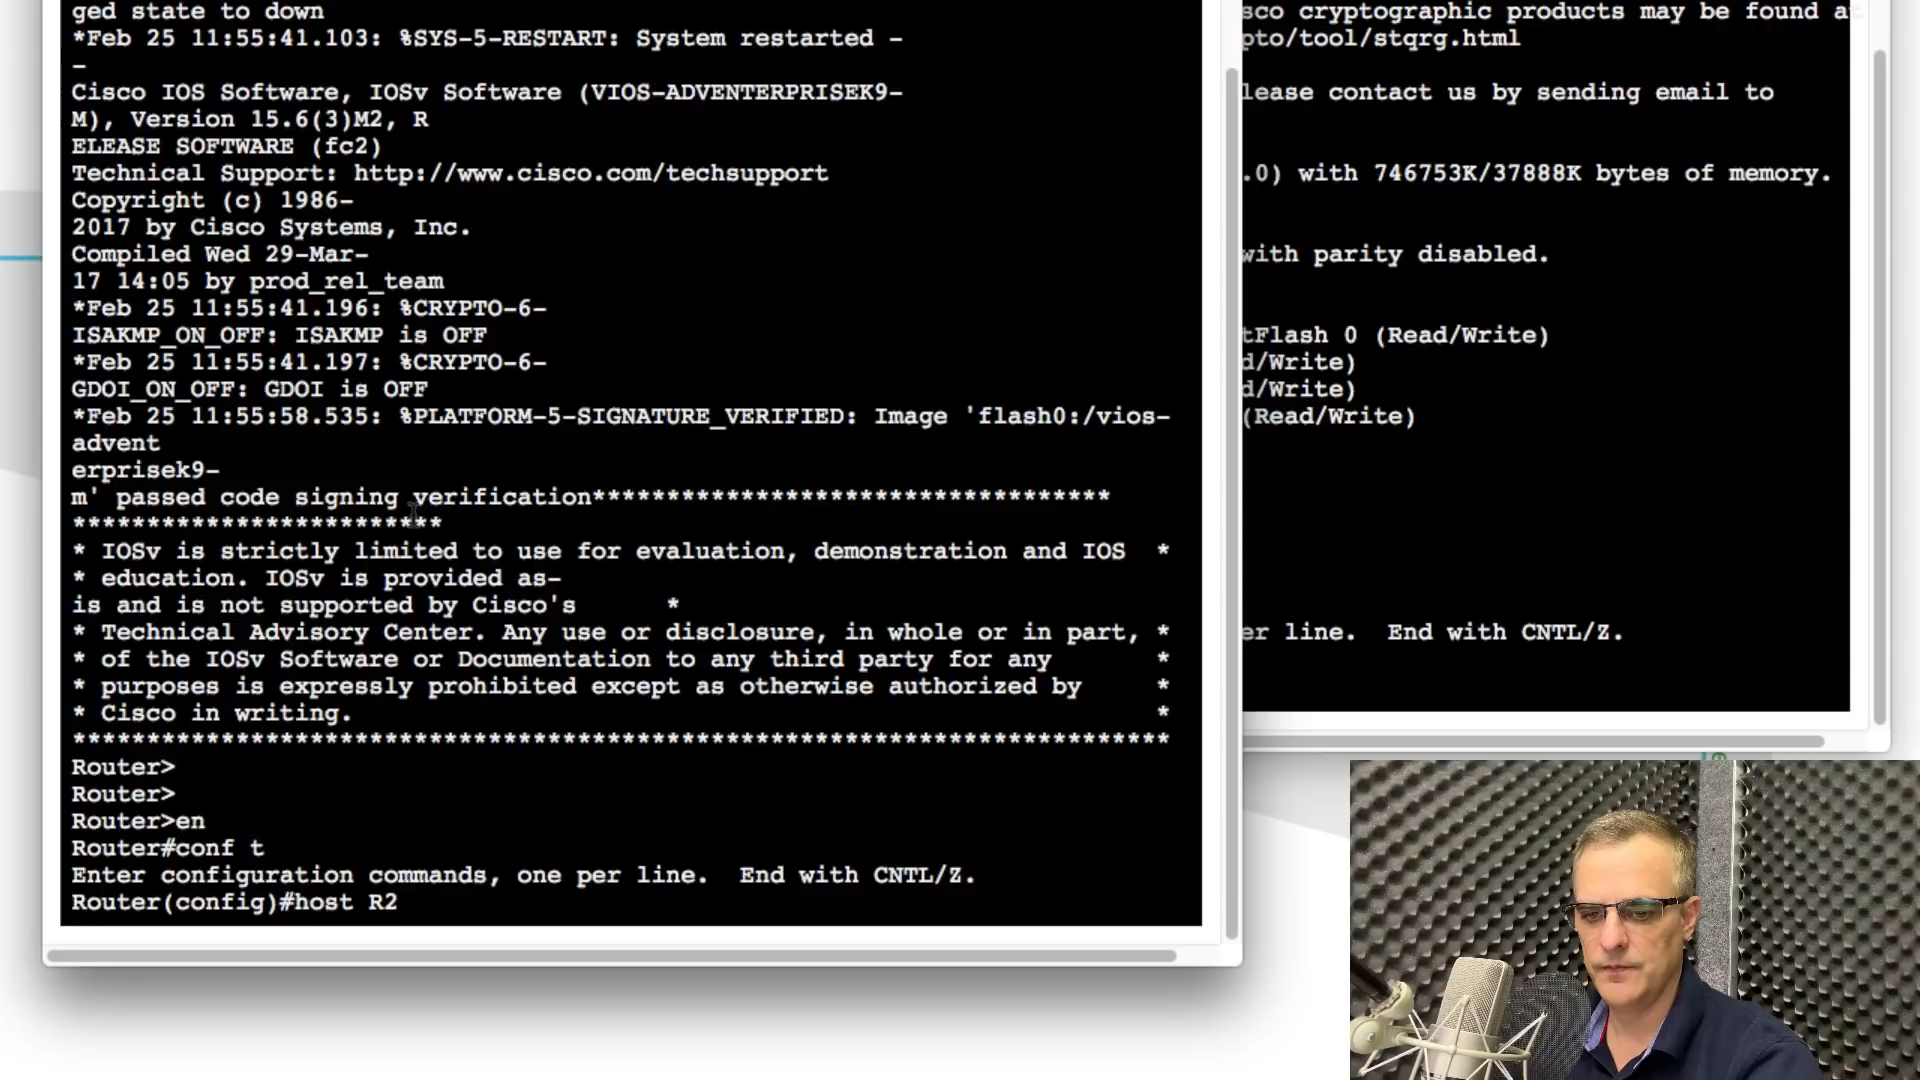 ged state to down
*Feb 25 11:55:41.103: %SYS-5-RESTART: System restarted -
-
Cisco IOS Software, IOSv Software (VIOS-ADVENTERPRISEK9-
M), Version 15.6(3)M2, R
ELEASE SOFTWARE (fc2)
Technical Support: http://www.cisco.com/techsupport
Copyright (c) 1986-
2017 by Cisco Systems, Inc.
Compiled Wed 29-Mar-
17 14:05 by prod_rel_team
*Feb 25 11:55:41.196: %CRYPTO-6-
ISAKMP_ON_OFF: ISAKMP is OFF
*Feb 25 11:55:41.197: %CRYPTO-6-
GDOI_ON_OFF: GDOI is OFF
*Feb 25 11:55:58.535: %PLATFORM-5-SIGNATURE_VERIFIED: Image 'flash0:/vios-
advent
erprisek9-
m' passed code signing verification***********************************
*************************
* IOSv is strictly limited to use for evaluation, demonstration and IOS  *
* education. IOSv is provided as-
is and is not supported by Cisco's      *
* Technical Advisory Center. Any use or disclosure, in whole or in part, *
* of the IOSv Software or Documentation to any third party for any       *
* purposes is expressly prohibited except as otherwise authorized by     *
* Cisco in writing.                                                      *
**************************************************************************
Router>
Router>
Router>en
Router#conf t
Enter configuration commands, one per line.  End with CNTL/Z.
Router(config)#host R2
sco cryptographic products may be found at
pto/tool/stqrg.html
lease contact us by sending email to
.0) with 746753K/37888K bytes of memory.
with parity disabled.
tFlash 0 (Read/Write)
d/Write)
d/Write)
(Read/Write)
er line.  End with CNTL/Z.